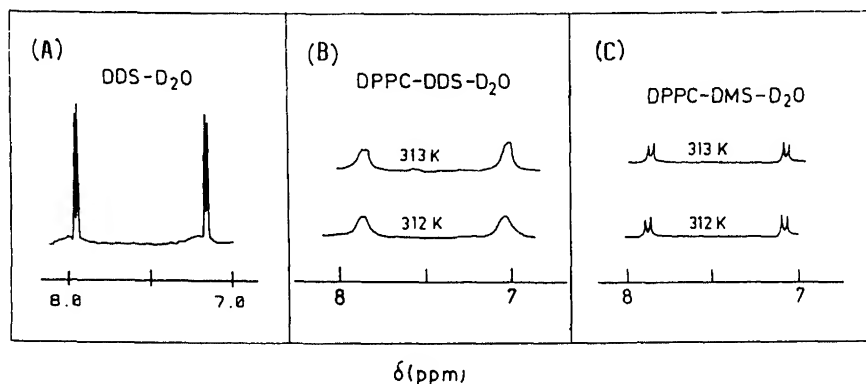 (A)
DDS-D₂O
8.0
7.0
(B)
DPPC-DDS-D₂O
313 K
312 K
8
7
(C)
DPPC-DMS-D₂O
313 K
312 K
8
7
δ(ppm)